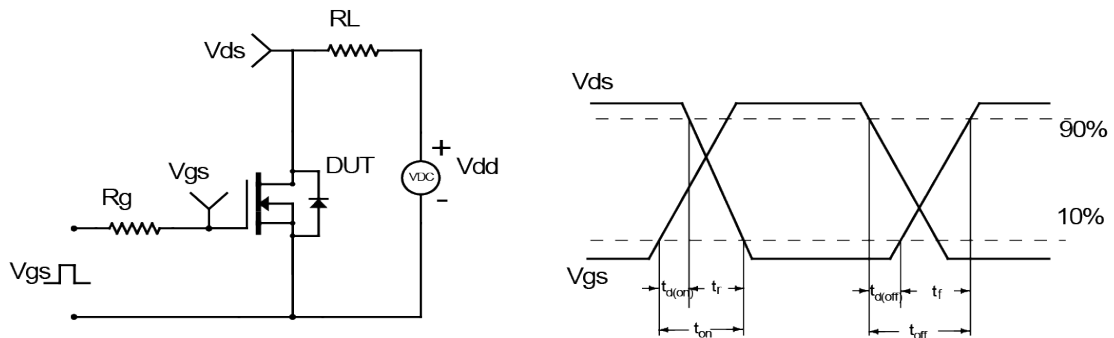 RL
Vds
Vgs
DUT
+
VDC
Vdd
-
Rg
Vgs
Vds
90%
10%
Vgs
td(on)
tr
td(off)
tf
ton
toff